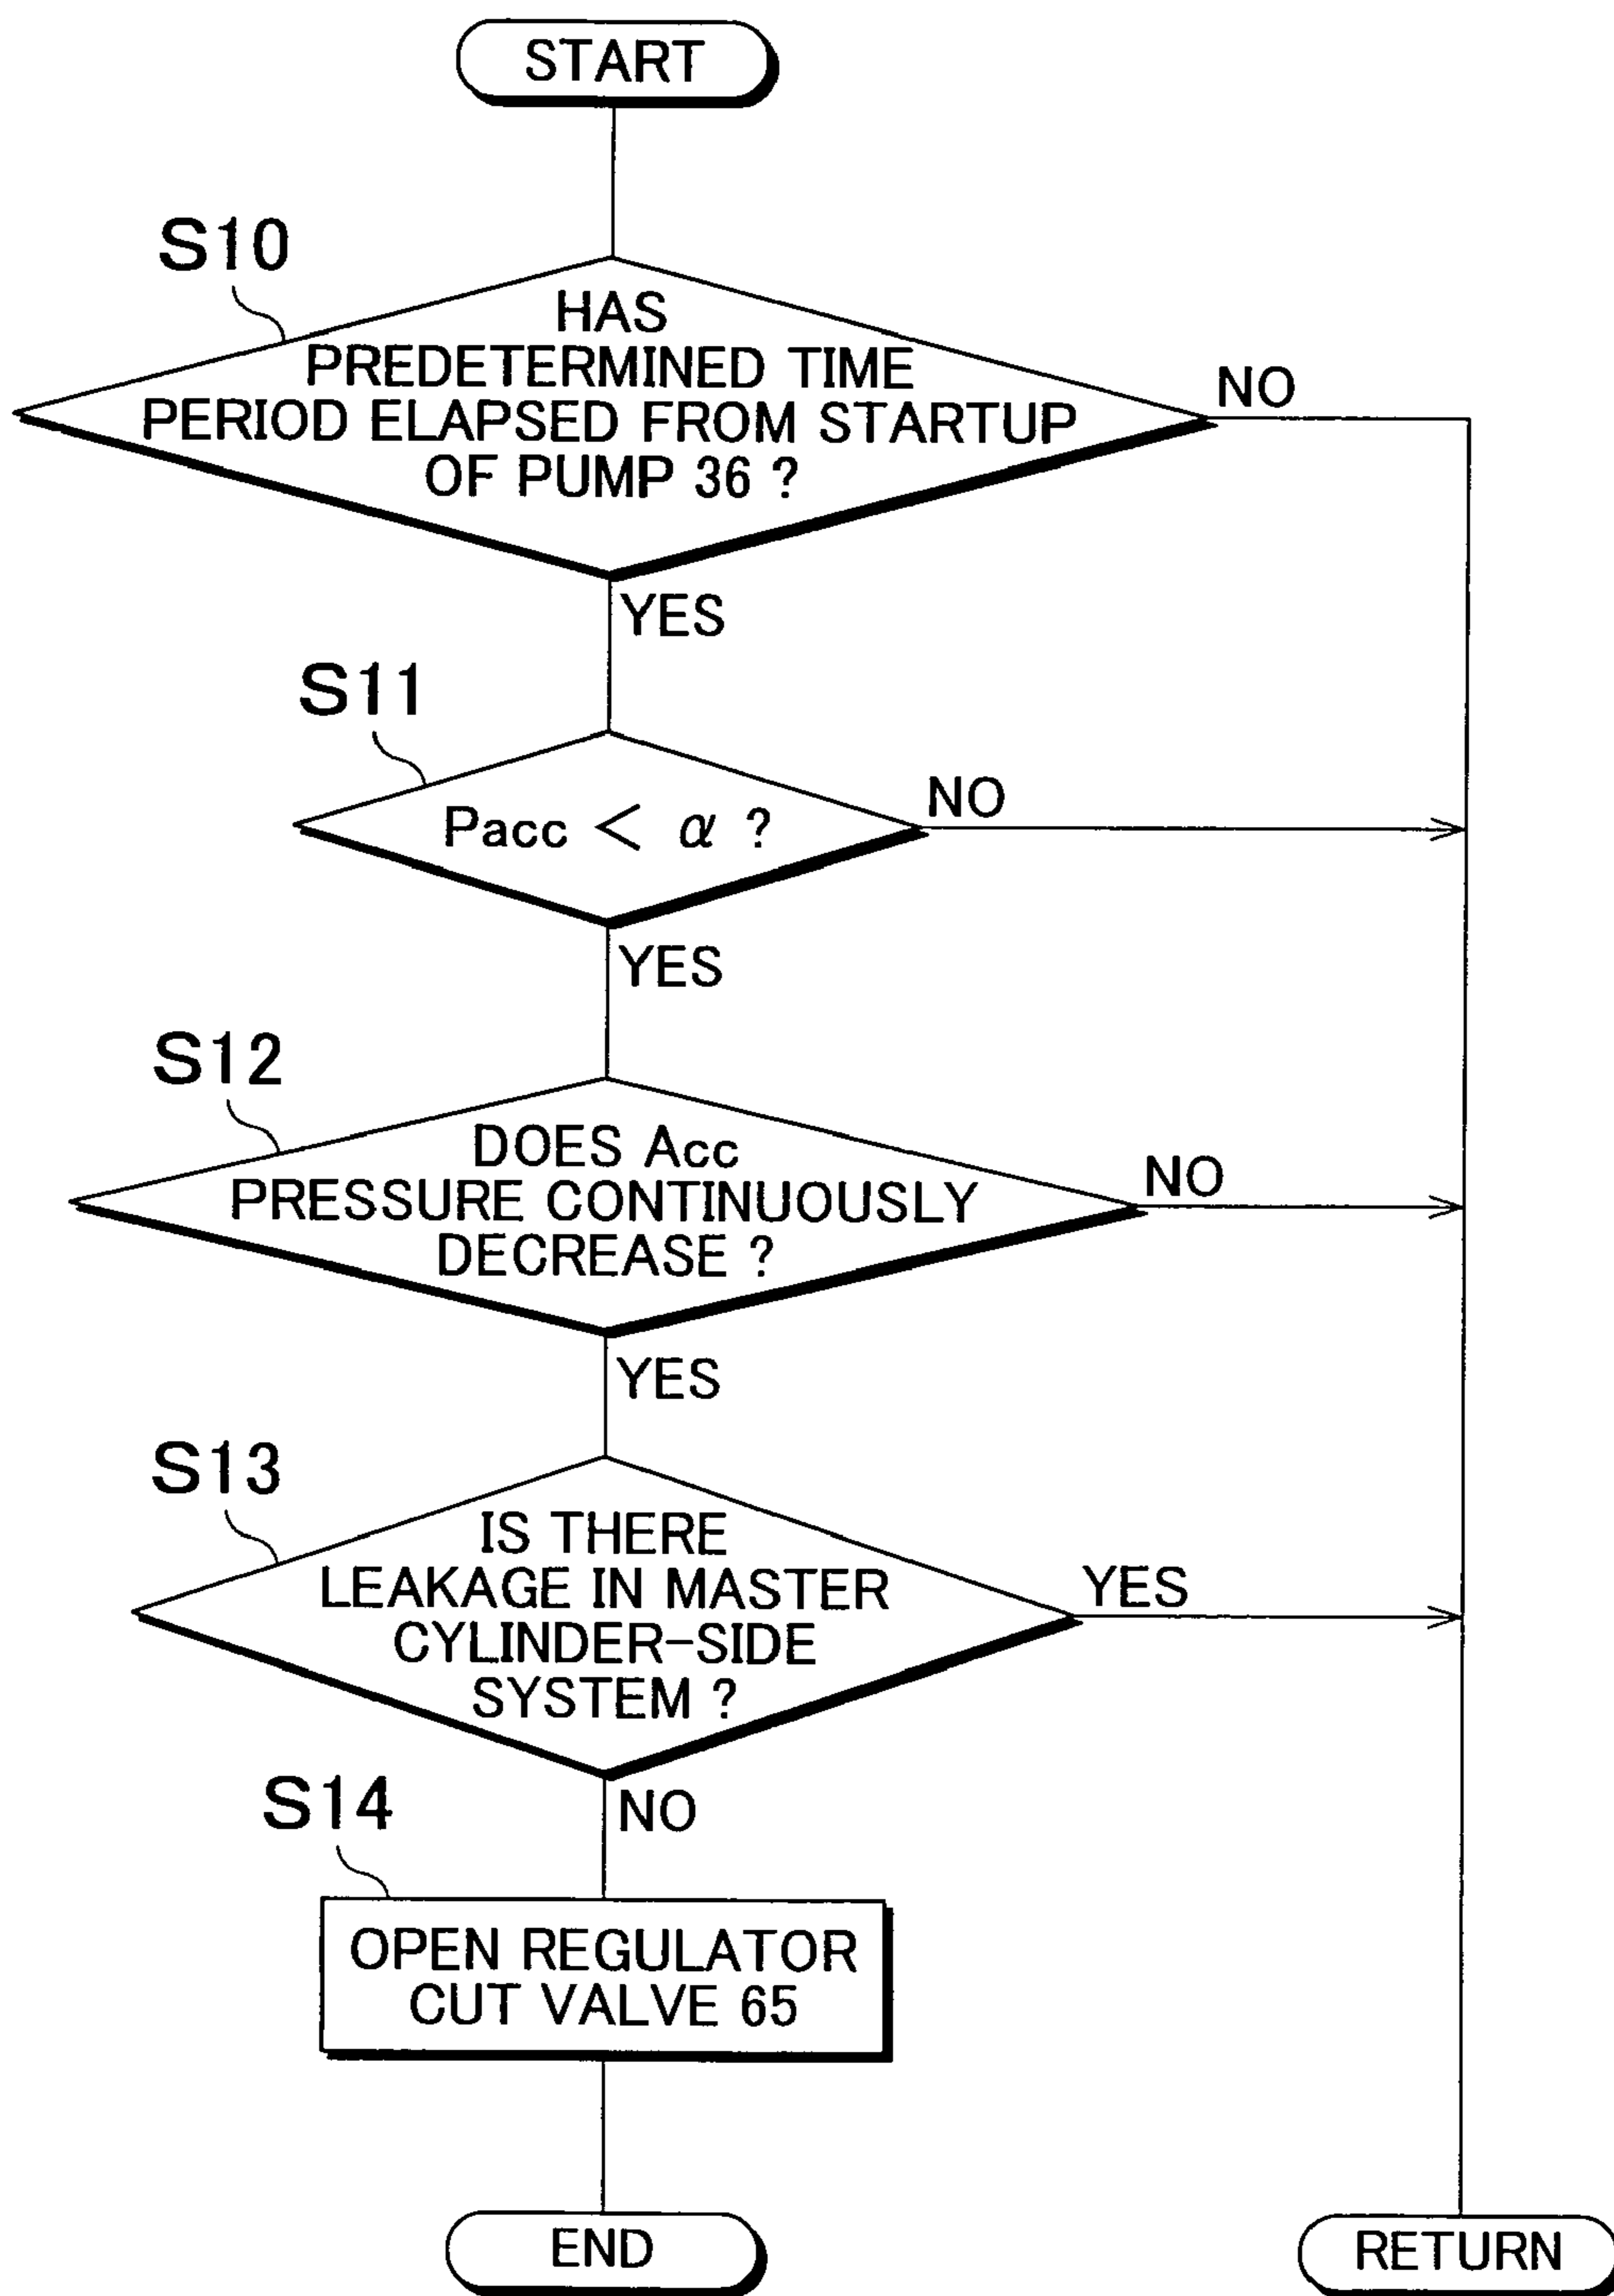 START
S10
HAS
PREDETERMINED TIME
PERIOD ELAPSED FROM STARTUP
OF PUMP 36 ?
NO
YES
S11
Pacc < α ?
NO
YES
S12
DOES Acc
PRESSURE CONTINUOUSLY
DECREASE ?
NO
YES
S13
IS THERE
LEAKAGE IN MASTER
CYLINDER-SIDE
SYSTEM ?
YES
NO
S14
OPEN REGULATOR
CUT VALVE 65
END
RETURN